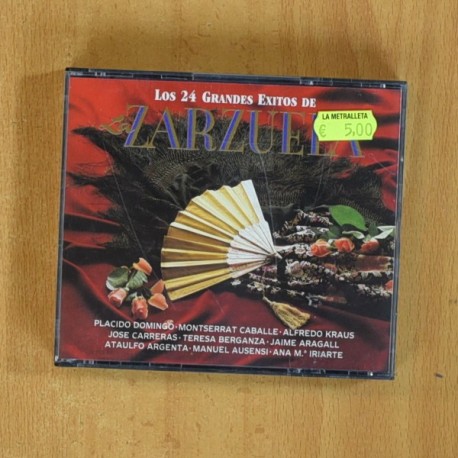 LOS 24 GRANDES EXITOS DE
ZARZUELA
LA METRALLETA
€ 5,00
PLACIDO DOMINGO · MONTSERRAT CABALLE · ALFREDO KRAUS
JOSE CARRERAS · TERESA BERGANZA · JAIME ARAGALL
ATAULFO ARGENTA · MANUEL AUSENSI · ANA M.ª IRIARTE